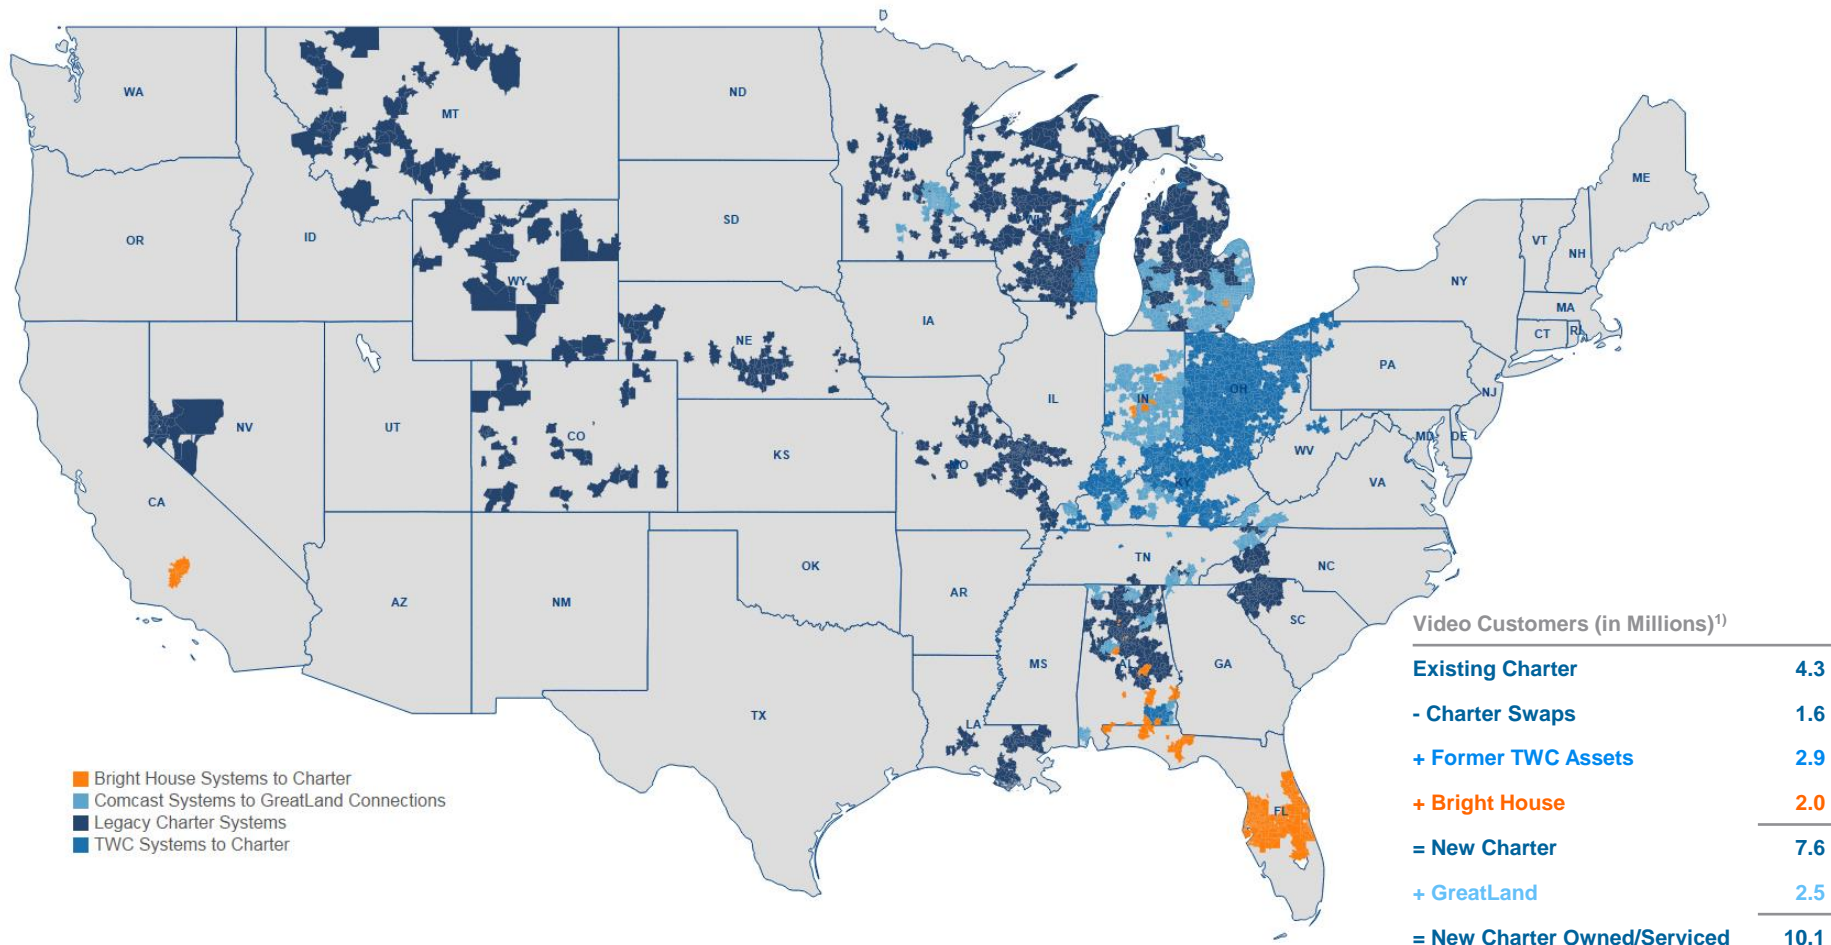 WA
MT
ND
ME
OR
ID
SD
WI
VT
NH
NY
WY
IA
MA
CT
RI
NE
PA
NJ
OH
IL
IN
NV
UT
CO
KS
MO
MD
DE
WV
VA
CA
KY
TN
NC
OK
AR
AZ
NM
SC
MS
AL
GA
TX
LA
FL
Bright House Systems to Charter
Comcast Systems to GreatLand Connections
Legacy Charter Systems
TWC Systems to Charter
Video Customers (in Millions)1)
Existing Charter 4.3
- Charter Swaps 1.6
+ Former TWC Assets 2.9
+ Bright House 2.0
= New Charter 7.6
+ GreatLand 2.5
= New Charter Owned/Serviced 10.1